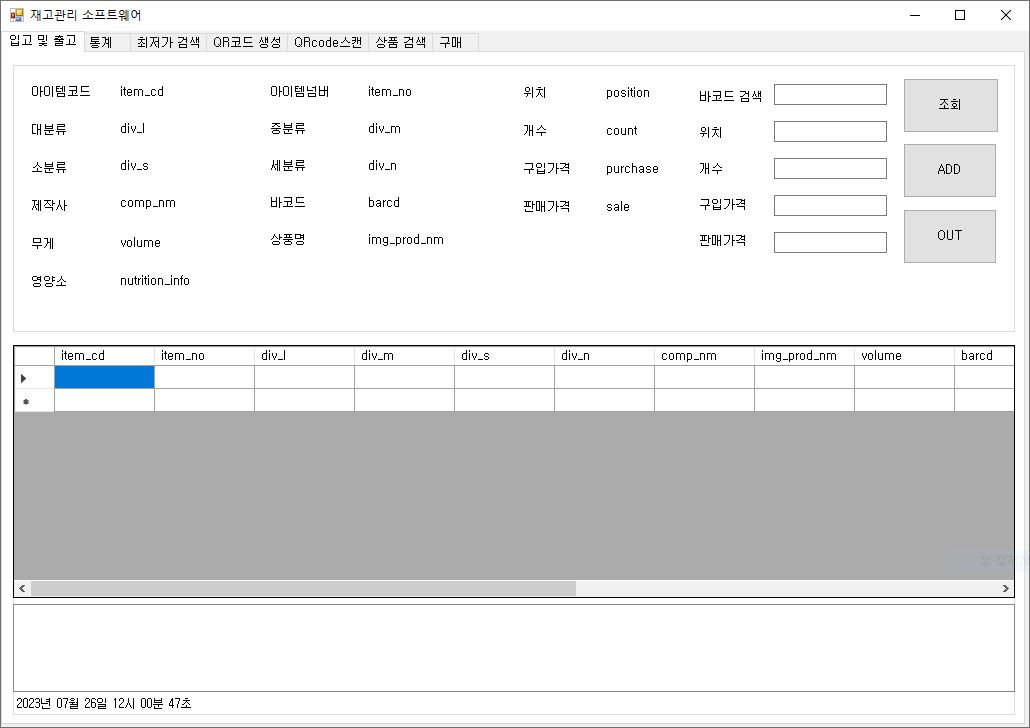 재고관리 소프트웨어
입고 및 출고 통계 최저가 검색 QR코드 생성 QRcode스캔 상품 검색 구매
아이템코드 item_cd 아이템넘버 item_no 위치 position 바코드 검색 조회
대분류 div_l 중분류 div_m 개수 count 위치
소분류 div_s 세분류 div_n 구입가격 purchase 개수 ADD
제작사 comp_nm 바코드 barcd 판매가격 sale 구입가격
무게 volume 상풍명 img_prod_nm 판매가격 OUT
영양소 nutrition_info
item_cd item_no div_l div_m div_s div_n comp_nm img_prod_nm volume barcd
2023년 07월 26일 12시 00분 47초